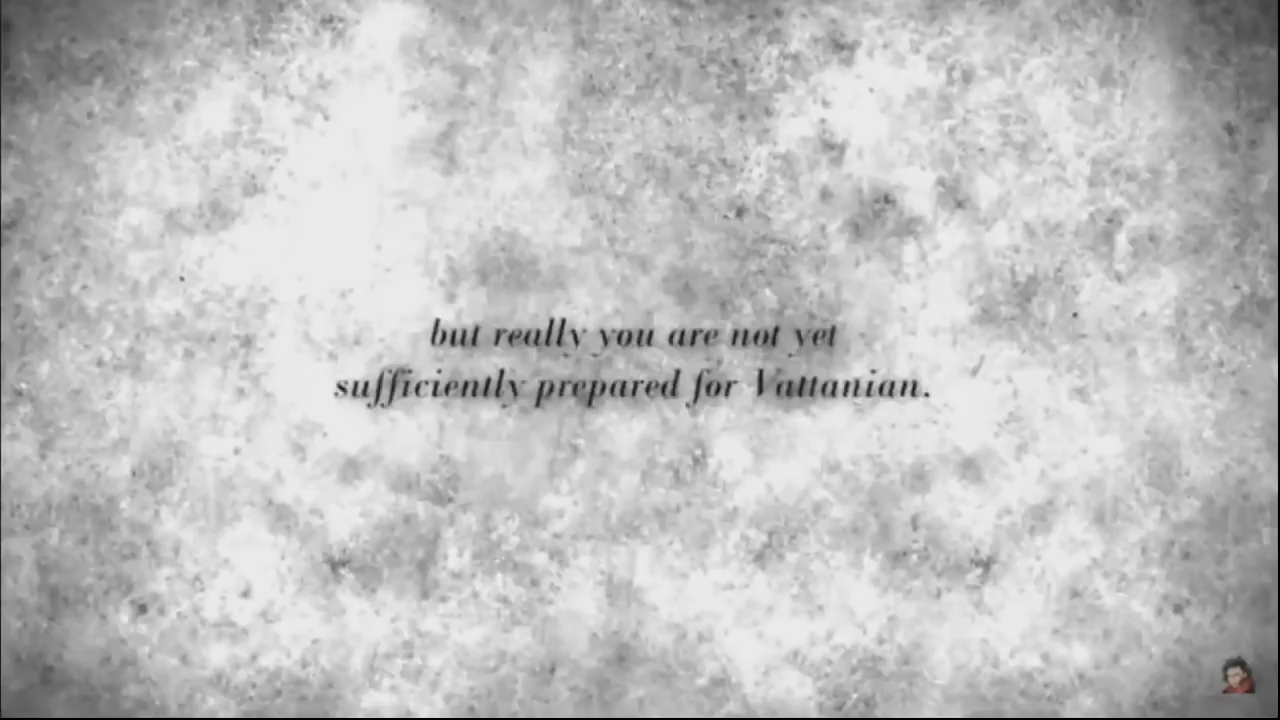 but really you are not yet
sufficiently prepared for Vattanian.